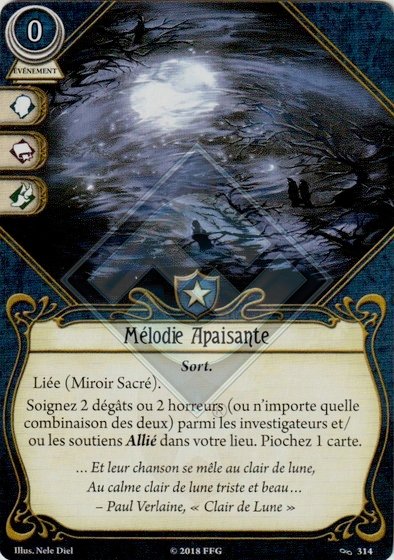 0
ÉVÉNEMENT
Mélodie Apaisante
Sort.
Liée (Miroir Sacré).
Soignez 2 dégâts ou 2 horreurs (ou n'importe quelle
combinaison des deux) parmi les investigateurs et/
ou les soutiens Allié dans votre lieu. Piochez 1 carte.
… Et leur chanson se mêle au clair de lune,
Au calme clair de lune triste et beau…
– Paul Verlaine, « Clair de Lune »
Illus. Nele Diel © 2018 FFG 314